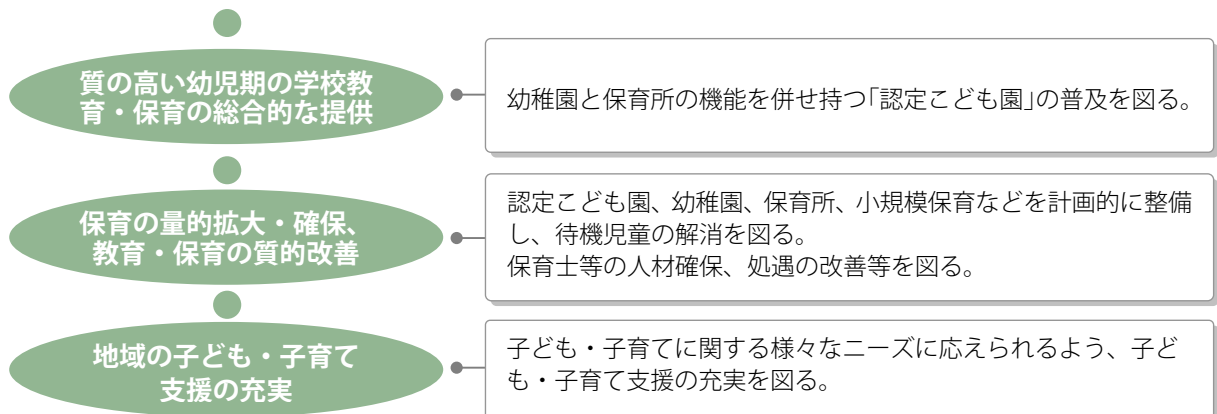 質の高い幼児期の学校教
育・保育の総合的な提供
幼稚園と保育所の機能を併せ持つ「認定こども園」の普及を図る。
保育の量的拡大・確保、
教育・保育の質的改善
認定こども園、幼稚園、保育所、小規模保育などを計画的に整備
し、待機児童の解消を図る。
保育士等の人材確保、処遇の改善等を図る。
地域の子ども・子育て
支援の充実
子ども・子育てに関する様々なニーズに応えられるよう、子ど
も・子育て支援の充実を図る。